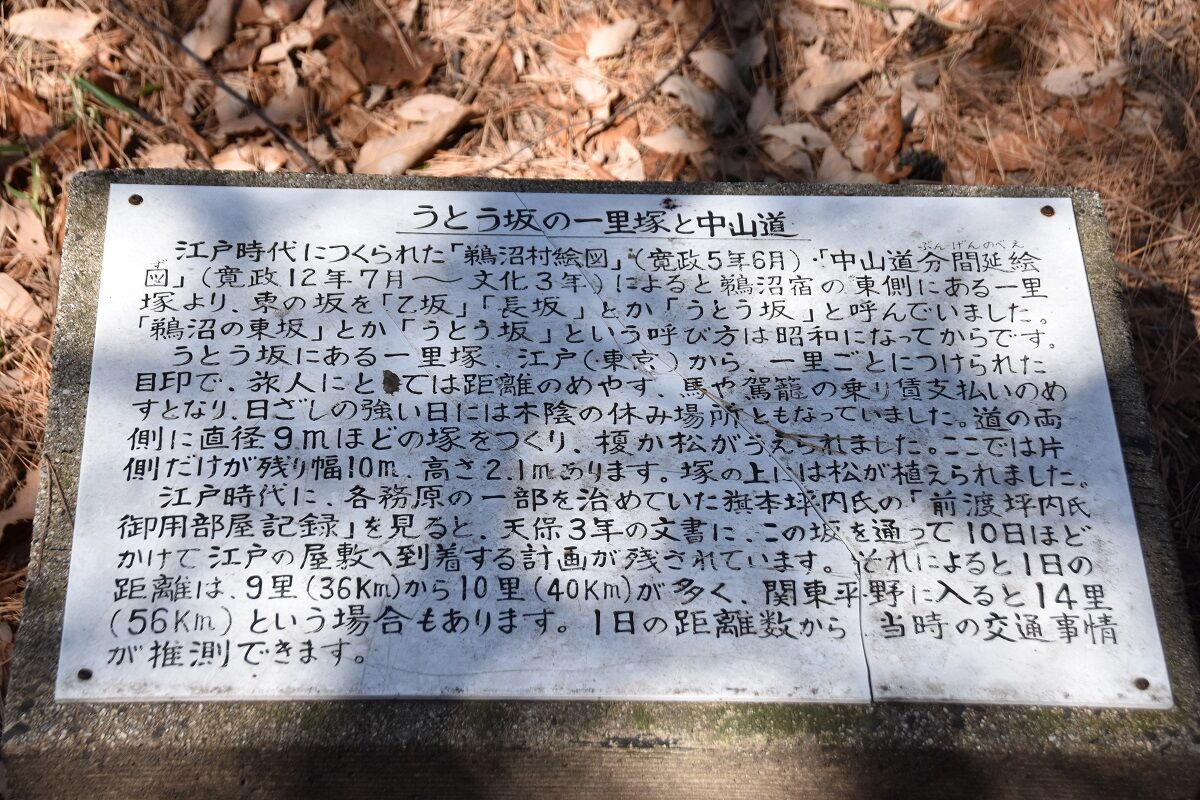 うとう坂の一里塚と中山道
ぶんげんのべえ
江戸時代につくられた「鵜沼村絵図」(寛政5年6月)・「中山道分間延絵
ず
図」(寛政12年7月～文化3年)によると鵜沼宿の東側にある一里
塚より、東の坂を「乙坂」「長坂」とか「うとう坂」と呼んでいました。
「鵜沼の東坂」とか「うとう坂」という呼び方は昭和になってからです。
うとう坂にある一里塚、江戸(東京)から、一里ごとにつけられた
目印で、旅人にとっては距離のめやす、馬や駕籠の乗り賃支払いのめ
すとなり、日ざしの強い日には木陰の休み場所ともなっていました。道の両
側に直径9mほどの塚をつくり、榎か松がうえられました。ここでは片
側だけが残り幅10m、高さ2.1mあります。塚の上には松が植えられました。
江戸時代に、各務原の一部を治めていた旗本坪内氏の「前渡坪内氏
御用部屋記録」を見ると、天保3年の文書に、この坂を通って10日ほど
かけて江戸の屋敷へ到着する計画が残されています。それによると1日の
距離は、9里(36Km)から10里(40Km)が多く、関東平野に入ると14里
(56Km)という場合もあります。1日の距離数から 当時の交通事情
が推測できます。